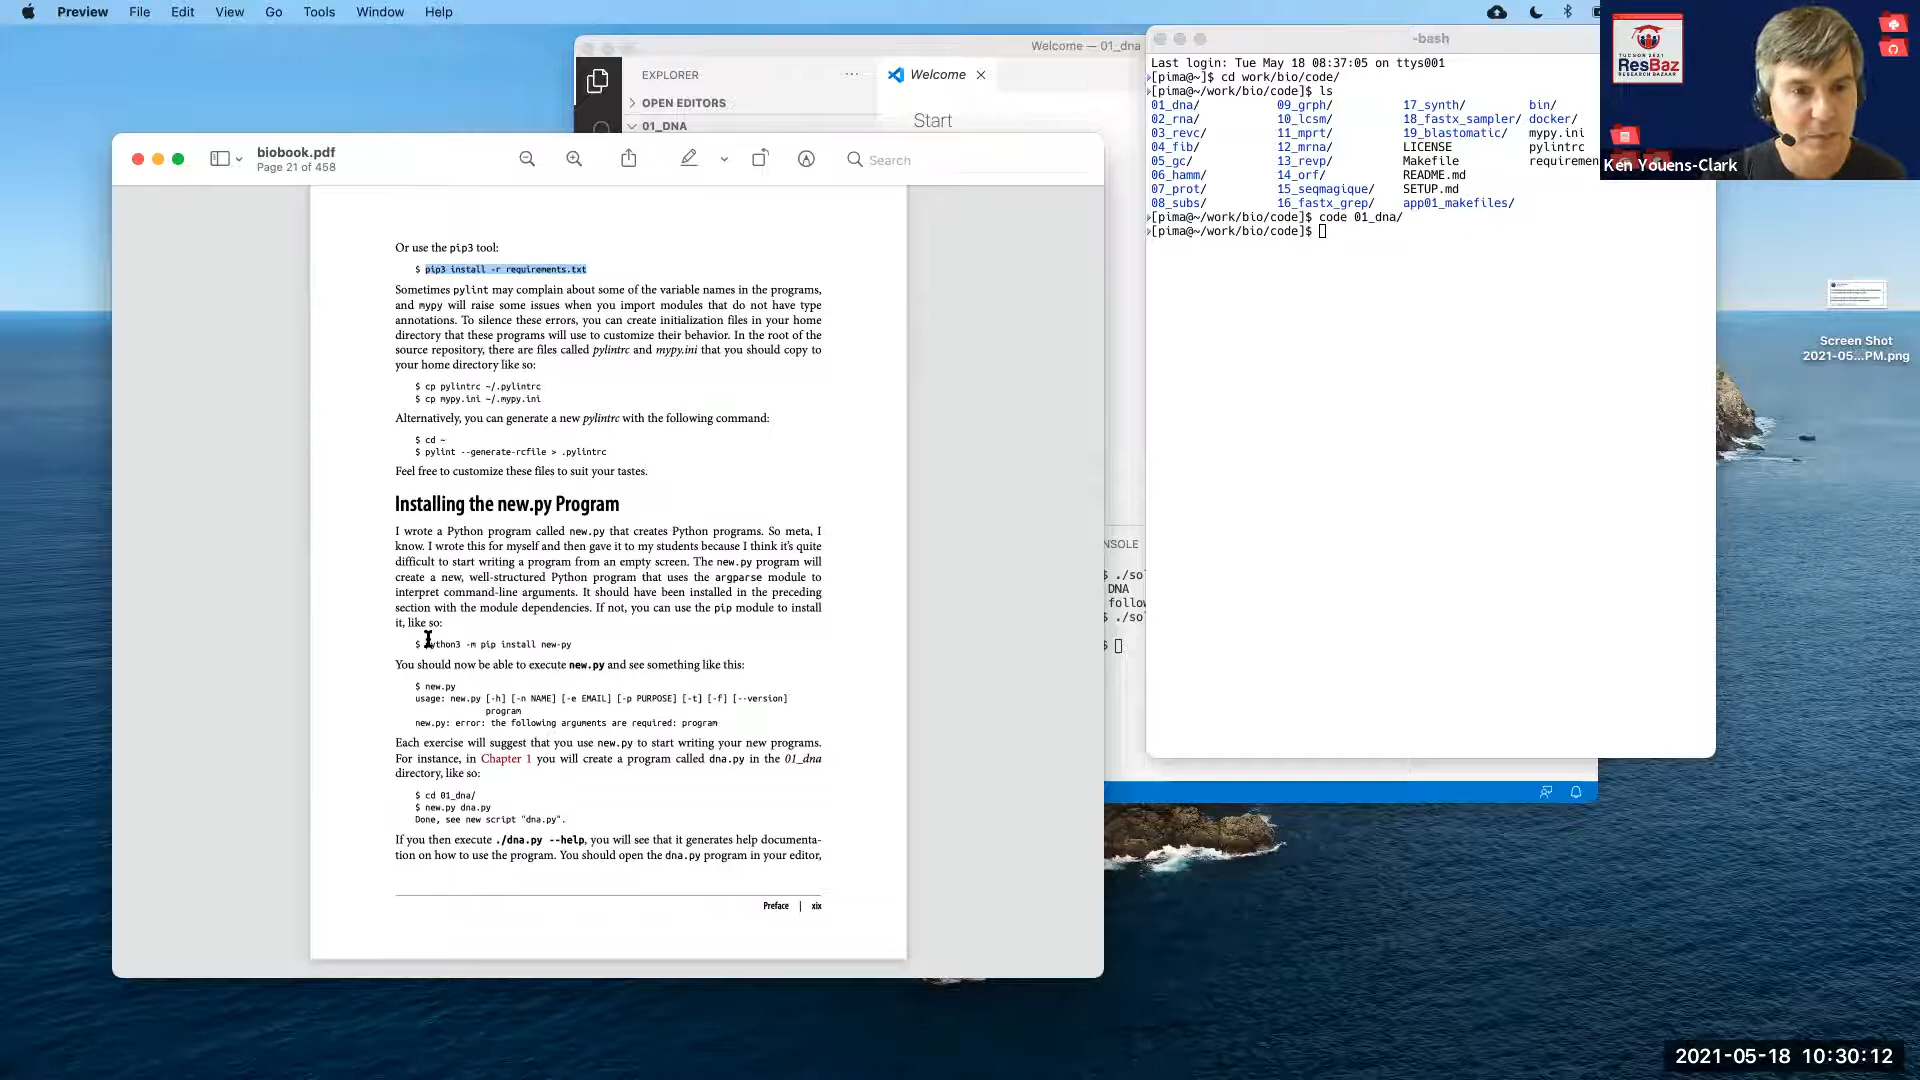 Preview File Edit View Go Tools Window Help
Welcome — 01_dna
EXPLORER
Welcome
OPEN EDITORS
Start
01_DNA
biobook.pdf
Page 21 of 458
Search
Or use the pip3 tool:
$ pip3 install -r requirements.txt
Sometimes pylint may complain about some of the variable names in the programs,
and mypy will raise some issues when you import modules that do not have type
annotations. To silence these errors, you can create initialization files in your home
directory that these programs will use to customize their behavior. In the root of the
source repository, there are files called pylintrc and mypy.ini that you should copy to
your home directory like so:
$ cp pylintrc ~/.pylintrc
$ cp mypy.ini ~/.mypy.ini
Alternatively, you can generate a new pylintrc with the following command:
$ cd ~
$ pylint --generate-rcfile > .pylintrc
Feel free to customize these files to suit your tastes.
Installing the new.py Program
I wrote a Python program called new.py that creates Python programs. So meta, I
know. I wrote this for myself and then gave it to my students because I think it's quite
difficult to start writing a program from an empty screen. The new.py program will
create a new, well-structured Python program that uses the argparse module to
interpret command-line arguments. It should have been installed in the preceding
section with the module dependencies. If not, you can use the pip module to install
it, like so:
$ python3 -m pip install new-py
You should now be able to execute new.py and see something like this:
$ new.py
usage: new.py [-h] [-n NAME] [-e EMAIL] [-p PURPOSE] [-t] [-f] [--version]
program
new.py: error: the following arguments are required: program
Each exercise will suggest that you use new.py to start writing your new programs.
For instance, in Chapter 1 you will create a program called dna.py in the 01_dna
directory, like so:
$ cd 01_dna/
$ new.py dna.py
Done, see new script "dna.py".
If you then execute ./dna.py --help, you will see that it generates help documenta-
tion on how to use the program. You should open the dna.py program in your editor,
Preface | xix
NSOLE
$ ./so
DNA
follow
$ ./so
$
-bash
Last login: Tue May 18 08:37:05 on ttys001
[pima@~]$ cd work/bio/code/
[pima@~/work/bio/code]$ ls
01_dna/ 09_grph/ 17_synth/ bin/
02_rna/ 10_lcsm/ 18_fastx_sampler/ docker/
03_revc/ 11_mprt/ 19_blastomatic/ mypy.ini
04_fib/ 12_mrna/ LICENSE pylintrc
05_gc/ 13_revp/ Makefile requiremen
06_hamm/ 14_orf/ README.md
07_prot/ 15_seqmagique/ SETUP.md
08_subs/ 16_fastx_grep/ app01_makefiles/
[pima@~/work/bio/code]$ code 01_dna/
[pima@~/work/bio/code]$
TUCSON 2021
ResBaz
RESEARCH BAZAAR
Ken Youens-Clark
Screen Shot
2021-05...PM.png
2021-05-18 10:30:12